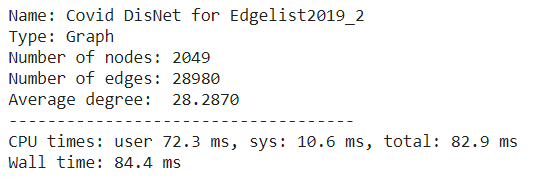 Name: Covid DisNet for Edgelist2019_2
Type: Graph
Number of nodes: 2049
Number of edges: 28980
Average degree:  28.2870
------------------------------------
CPU times: user 72.3 ms, sys: 10.6 ms, total: 82.9 ms
Wall time: 84.4 ms